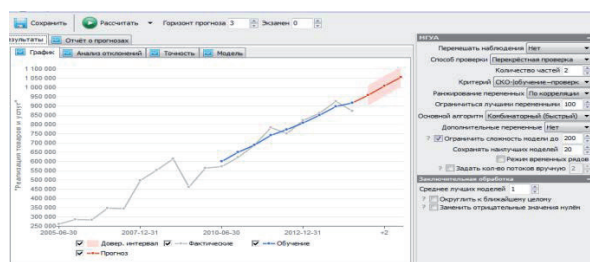 Сохранить Рассчитать Горизонт прогноза 3 Экзамен 0
зультаты Отчёт о прогнозах
График Анализ отклонений Точность Модель
"Реализация товаров и услуг"
1 100 000
1 050 000
1 000 000
950 000
900 000
850 000
800 000
750 000
700 000
650 000
600 000
550 000
500 000
450 000
400 000
350 000
300 000
250 000
2005-06-30 2007-12-31 2010-06-30 2012-12-31 +2
Довер. интервал Фактические Обучение
Прогноз
МГУА
Перемешать наблюдения Нет
Способ проверки Перекрёстная проверка
Количество частей 2
Критерий СКО-(обучение-проверк.
Ранжирование переменных По корреляции
Ограничиться лучшими переменными 100
Основной алгоритм Комбинаторный (быстрый)
Дополнительные переменные Нет
? Ограничить сложность модели до 200
Сохранять наилучших моделей 20
Режим временных рядов
? Задать кол-во потоков вручную 2
Заключительная обработка
Среднее лучших моделей 1
? Округлить к ближайшему целому
? Заменить отрицательные значения нулём